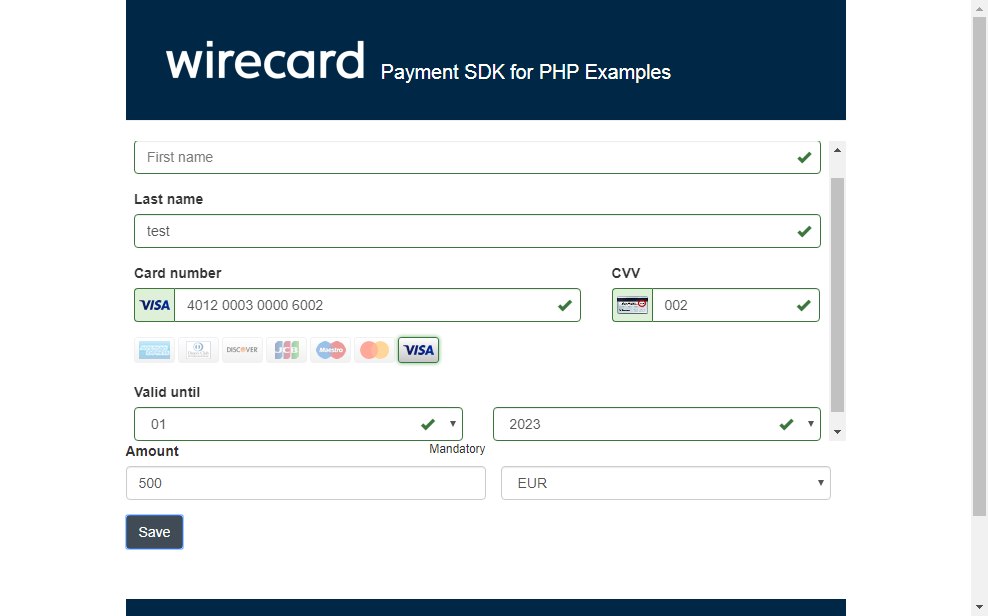 wirecard Payment SDK for PHP Examples
First name
Last name
test
Card number CVV
VISA 4012 0003 0000 6002 002
DISCOVER JCB Maestro VISA
Valid until
01 2023
Amount Mandatory
500 EUR
Save